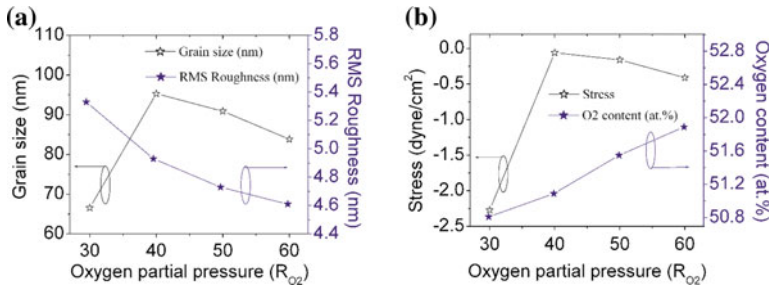 (a)
110
100
90
80
70
60
Grain size (nm)
30
40
50
60
Oxygen partial pressure (R_O2)
5.8
5.6
5.4
5.2
5.0
4.8
4.6
4.4
RMS Roughness (nm)
Grain size (nm)
RMS Roughness (nm)
(b)
0.0
-0.5
-1.0
-1.5
-2.0
-2.5
Stress (dyne/cm²)
30
40
50
60
Oxygen partial pressure (R_O2)
52.8
52.4
52.0
51.6
51.2
50.8
Oxygen content (at.%)
Stress
O2 content (at.%)